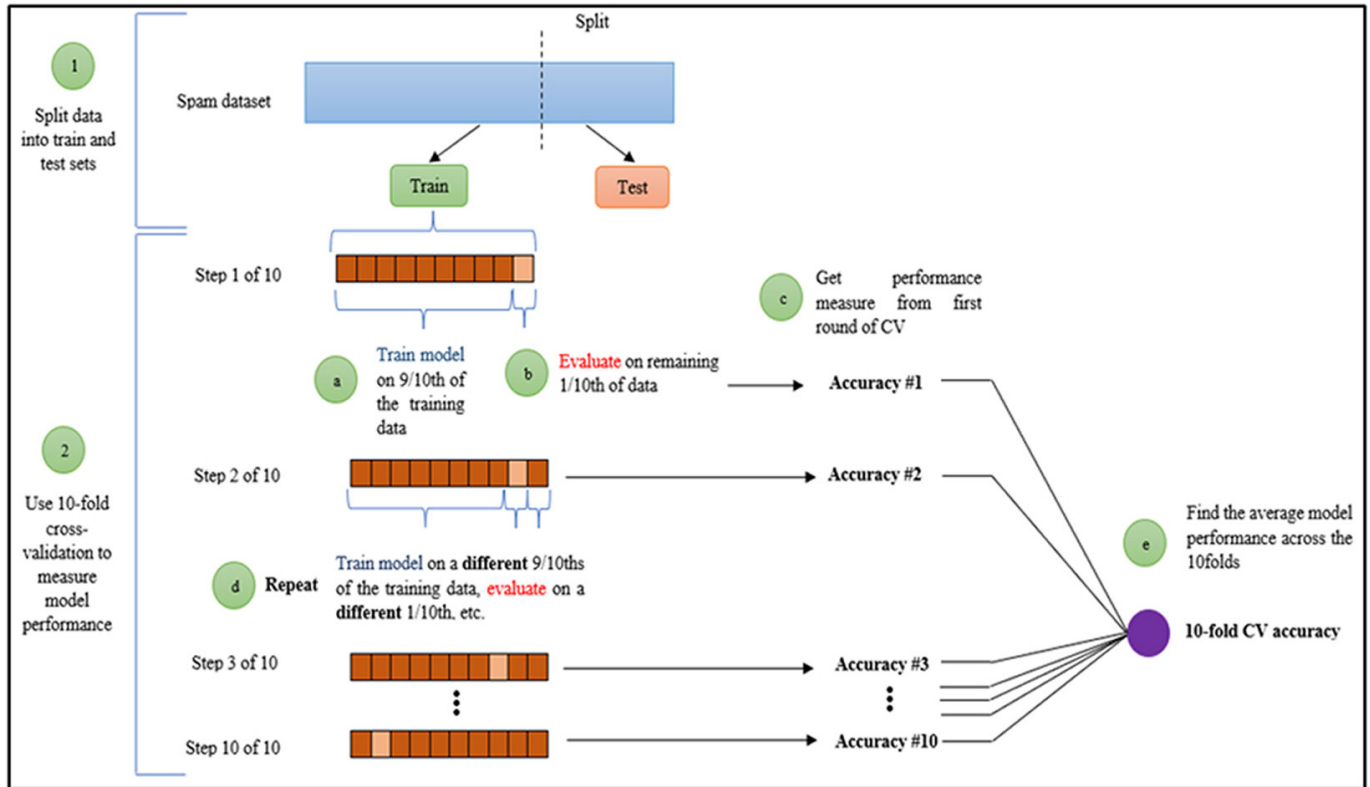 Split
1
Split data
into train and
test sets
Spam dataset
Train
Test
Step 1 of 10
c
Get performance
measure from first
round of CV
a
Train model
on 9/10th of
the training
data
b
Evaluate on remaining
1/10th of data
Accuracy #1
2
Use 10-fold
cross-
validation to
measure
model
performance
Step 2 of 10
Accuracy #2
e
Find the average model
performance across the
10folds
d
Repeat
Train model on a different 9/10ths
of the training data, evaluate on a
different 1/10th, etc.
10-fold CV accuracy
Step 3 of 10
Accuracy #3
Step 10 of 10
Accuracy #10